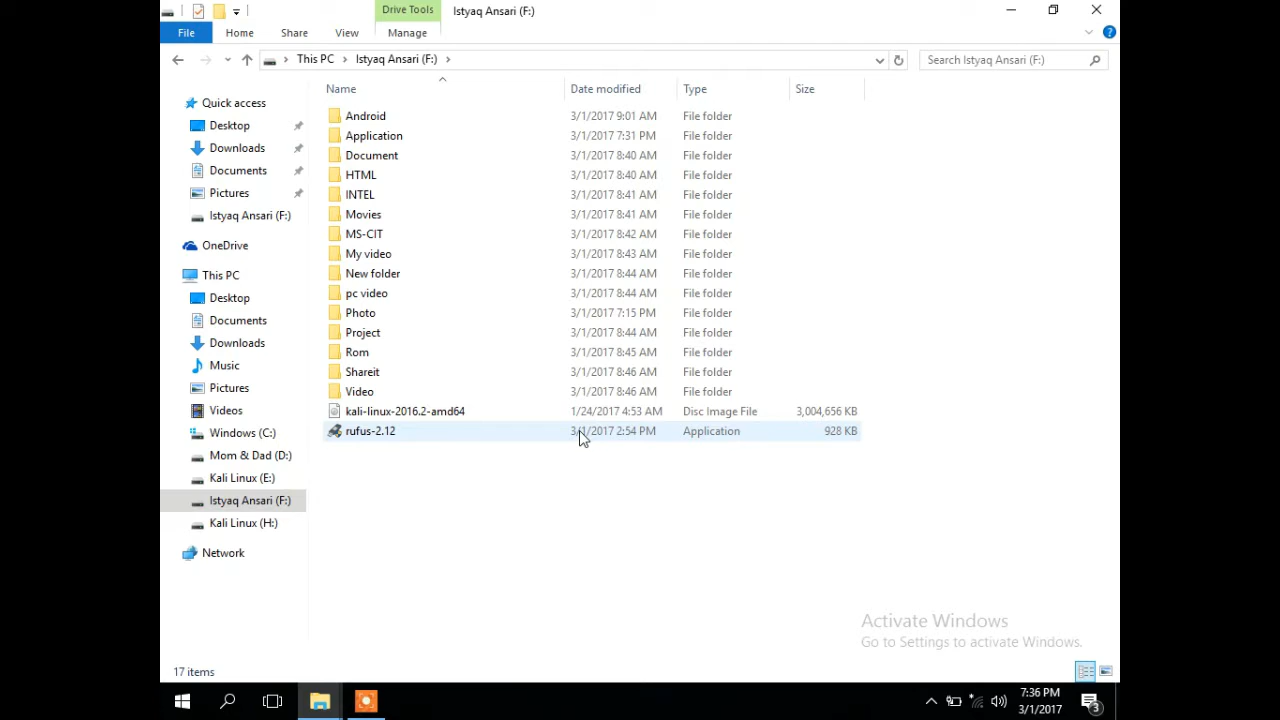 Drive Tools
Istyaq Ansari (F:)
File
Home
Share
View
Manage
This PC
Istyaq Ansari (F:)
Search Istyaq Ansari (F:)
Name
Date modified
Type
Size
Quick access
Desktop
Downloads
Documents
Pictures
Istyaq Ansari (F:)
OneDrive
This PC
Desktop
Documents
Downloads
Music
Pictures
Videos
Windows (C:)
Mom & Dad (D:)
Kali Linux (E:)
Istyaq Ansari (F:)
Kali Linux (H:)
Network
Android 3/1/2017 9:01 AM File folder
Application 3/1/2017 7:31 PM File folder
Document 3/1/2017 8:40 AM File folder
HTML 3/1/2017 8:40 AM File folder
INTEL 3/1/2017 8:41 AM File folder
Movies 3/1/2017 8:41 AM File folder
MS-CIT 3/1/2017 8:42 AM File folder
My video 3/1/2017 8:43 AM File folder
New folder 3/1/2017 8:44 AM File folder
pc video 3/1/2017 8:44 AM File folder
Photo 3/1/2017 7:15 PM File folder
Project 3/1/2017 8:44 AM File folder
Rom 3/1/2017 8:45 AM File folder
Shareit 3/1/2017 8:46 AM File folder
Video 3/1/2017 8:46 AM File folder
kali-linux-2016.2-amd64 1/24/2017 4:53 AM Disc Image File 3,004,656 KB
rufus-2.12 3/1/2017 2:54 PM Application 928 KB
Activate Windows
Go to Settings to activate Windows.
17 items
7:36 PM
3/1/2017
3